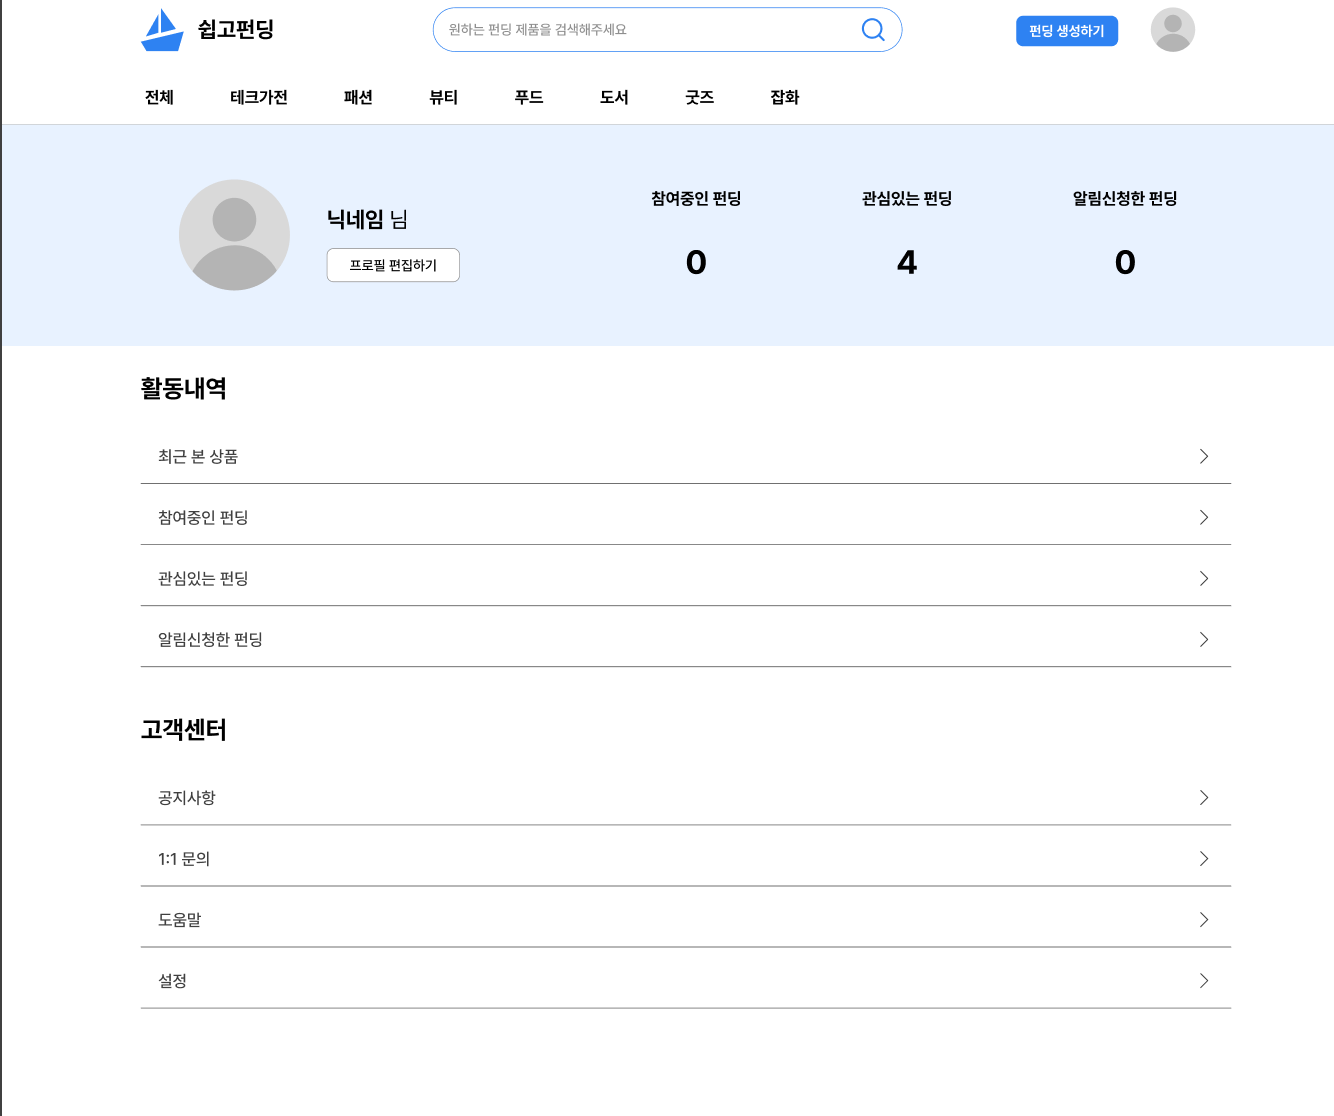 쉽고펀딩
원하는 펀딩 제품을 검색해주세요
펀딩 생성하기
전체 테크가전 패션 뷰티 푸드 도서 굿즈 잡화
닉네임 님
프로필 편집하기
참여중인 펀딩 관심있는 펀딩 알림신청한 펀딩
0 4 0
활동내역
최근 본 상품
참여중인 펀딩
관심있는 펀딩
알림신청한 펀딩
고객센터
공지사항
1:1 문의
도움말
설정